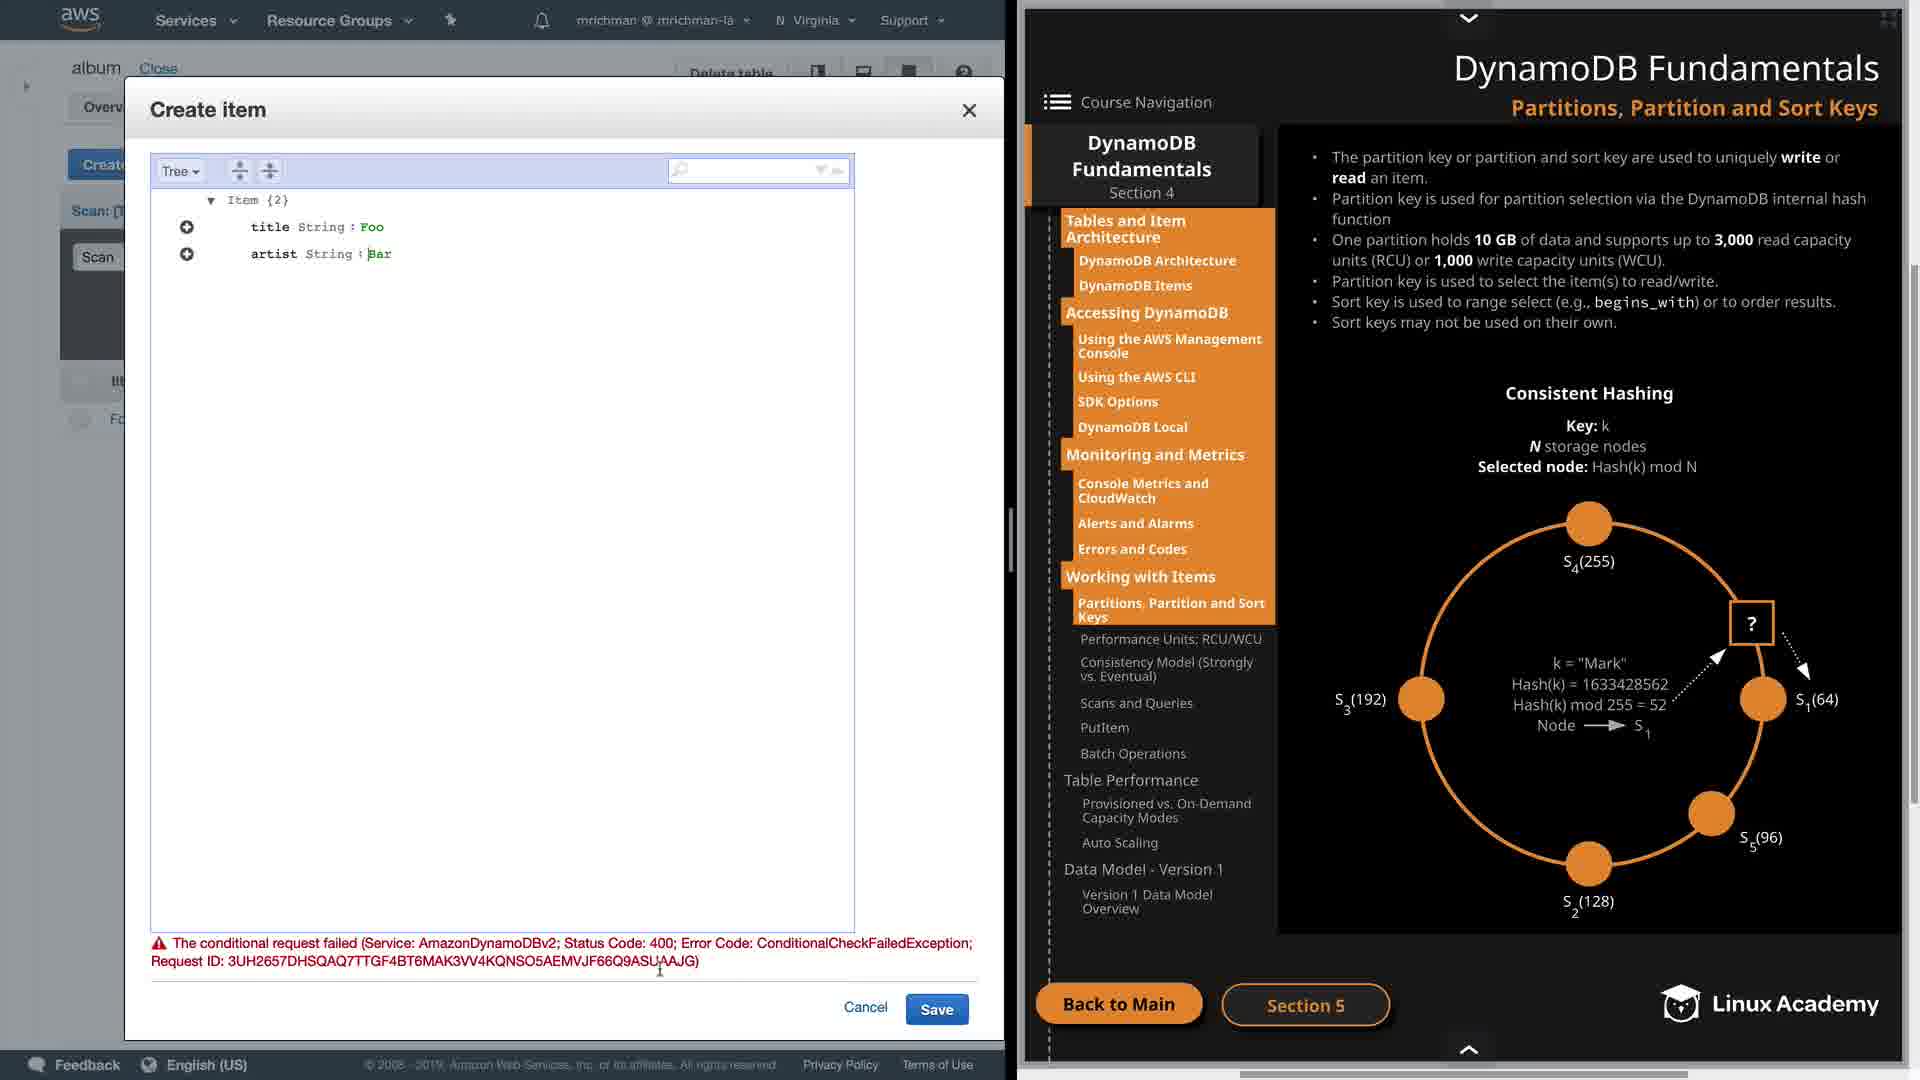 aws
Services
Resource Groups
mrichman @ mrichman-la
N. Virginia
Support
album
Close
Delete table
Overv
Create
Scan: [T
Scan
tit
Fo
Create item
Tree
Item {2}
title String : Foo
artist String : Bar
The conditional request failed (Service: AmazonDynamoDBv2; Status Code: 400; Error Code: ConditionalCheckFailedException;
Request ID: 3UH2657DHSQAQ7TTGF4BT6MAK3VV4KQNSO5AEMVJF66Q9ASUAAJG)
Cancel
Save
Feedback
English (US)
© 2008 - 2019, Amazon Web Services, Inc. or its affiliates. All rights reserved.
Privacy Policy
Terms of Use
DynamoDB Fundamentals
Partitions, Partition and Sort Keys
Course Navigation
DynamoDB
Fundamentals
Section 4
Tables and Item
Architecture
DynamoDB Architecture
DynamoDB Items
Accessing DynamoDB
Using the AWS Management
Console
Using the AWS CLI
SDK Options
DynamoDB Local
Monitoring and Metrics
Console Metrics and
CloudWatch
Alerts and Alarms
Errors and Codes
Working with Items
Partitions, Partition and Sort
Keys
Performance Units: RCU/WCU
Consistency Model (Strongly
vs. Eventual)
Scans and Queries
PutItem
Batch Operations
Table Performance
Provisioned vs. On-Demand
Capacity Modes
Auto Scaling
Data Model - Version 1
Version 1 Data Model
Overview
• The partition key or partition and sort key are used to uniquely write or
read an item.
• Partition key is used for partition selection via the DynamoDB internal hash
function
• One partition holds 10 GB of data and supports up to 3,000 read capacity
units (RCU) or 1,000 write capacity units (WCU).
• Partition key is used to select the item(s) to read/write.
• Sort key is used to range select (e.g., begins_with) or to order results.
• Sort keys may not be used on their own.
Consistent Hashing
Key: k
N storage nodes
Selected node: Hash(k) mod N
S4(255)
?
k = "Mark"
Hash(k) = 1633428562
Hash(k) mod 255 = 52
Node → S1
S3(192)
S1(64)
S5(96)
S2(128)
Back to Main
Section 5
Linux Academy